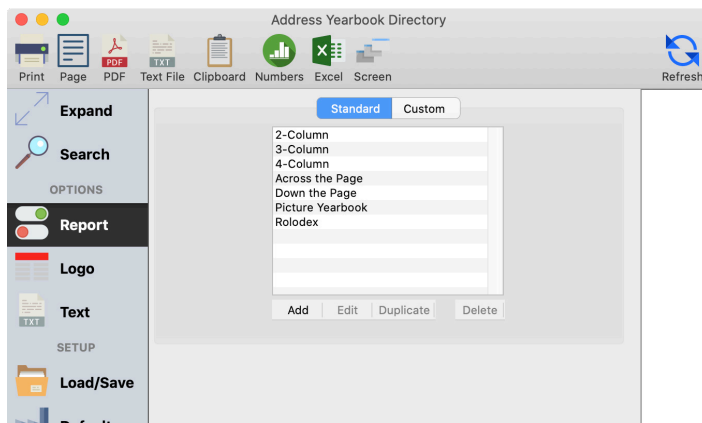 Address Yearbook Directory
PDF
TXT
Print Page PDF Text File Clipboard Numbers Excel Screen Refresh
Expand
Search
OPTIONS
Report
Logo
Text
TXT
SETUP
Load/Save
Standard Custom
2-Column
3-Column
4-Column
Across the Page
Down the Page
Picture Yearbook
Rolodex
Add Edit Duplicate Delete